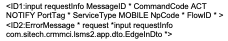 <ID1:input requestInfo MessageID * CommandCode ACT
NOTIFY PortTag * ServiceType MOBILE NpCode * FlowID * >
<ID2:ErrorMessage * request *input requestInfo
com.sitech.crmmci.lsms2.app.dto.EdgeInDto *>